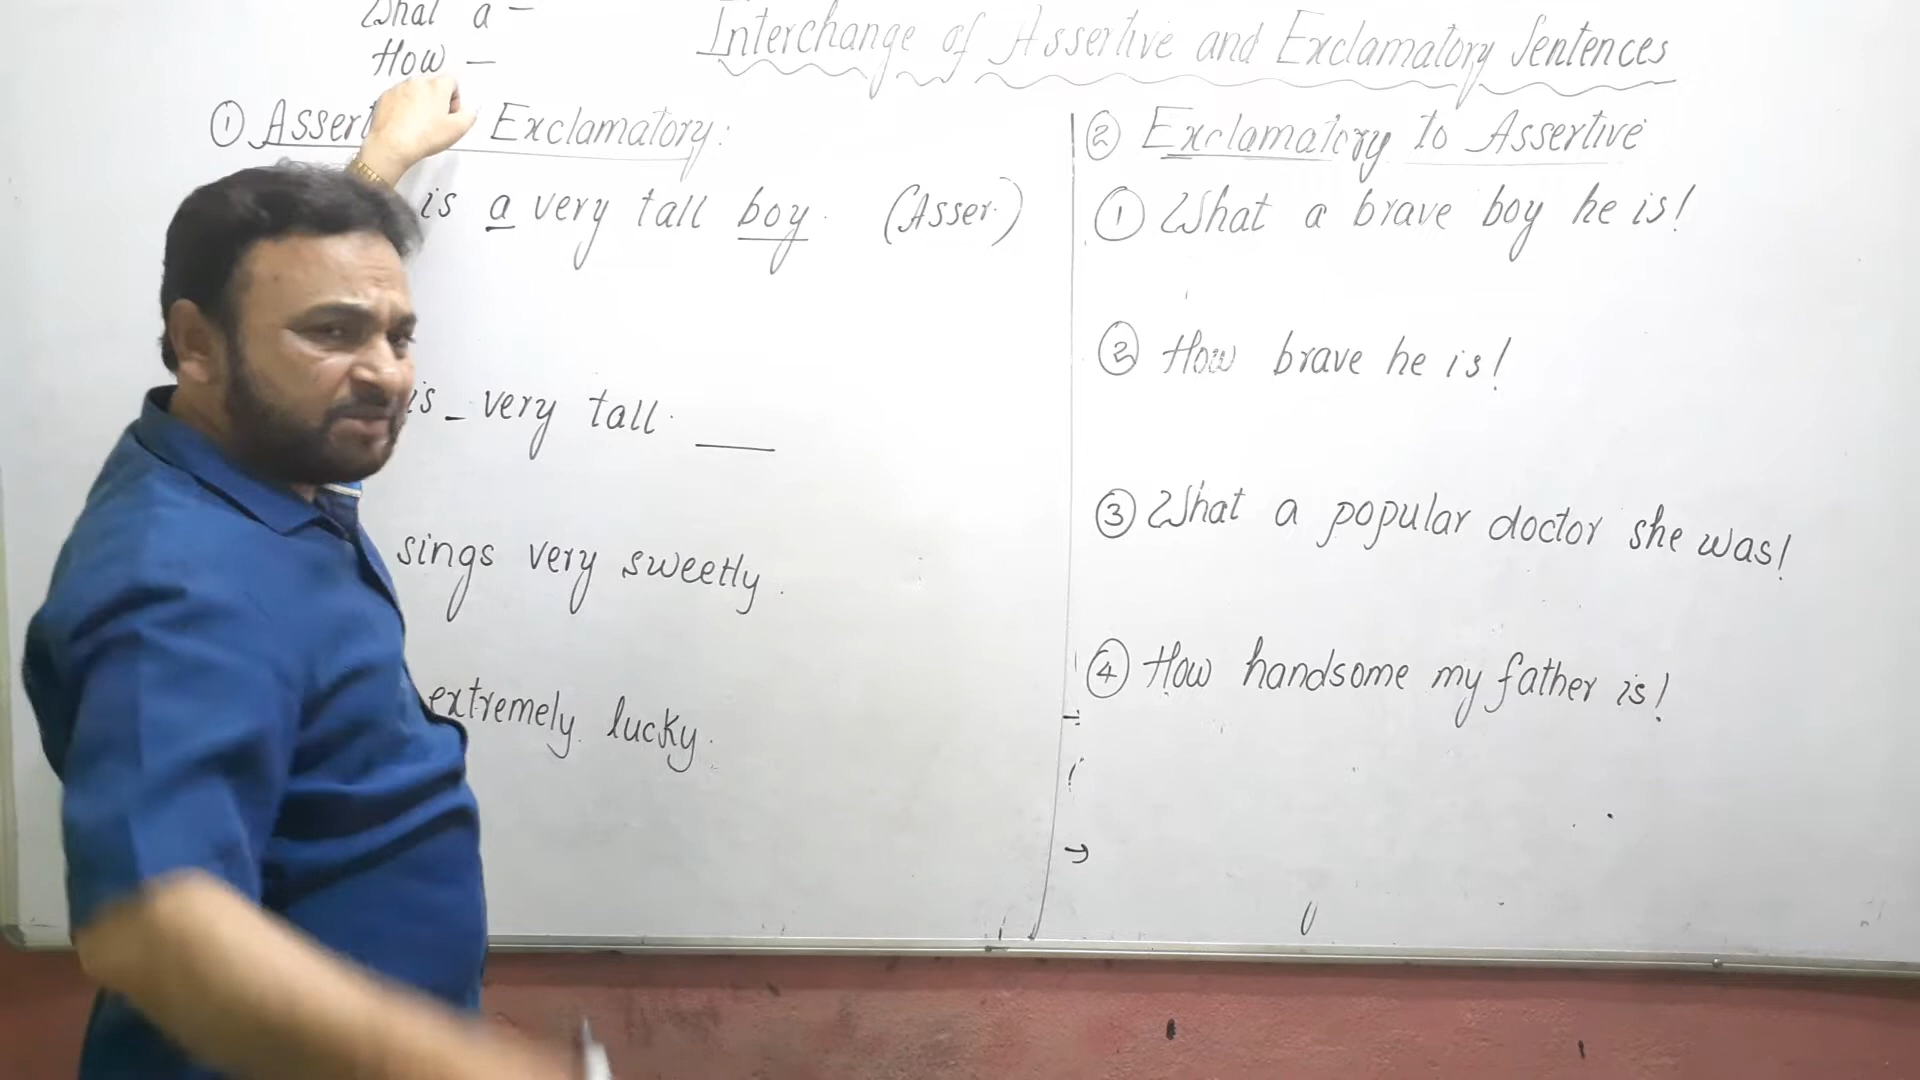 What a —
How —
Interchange of Assertive and Exclamatory Sentences
① Assert Exclamatory:
is a very tall boy. (Asser.)
is _ very tall. ___
sings very sweetly.
extremely lucky.
② Exclamatory to Assertive
① What a brave boy he is!
② How brave he is!
③ What a popular doctor she was!
④ How handsome my father is!